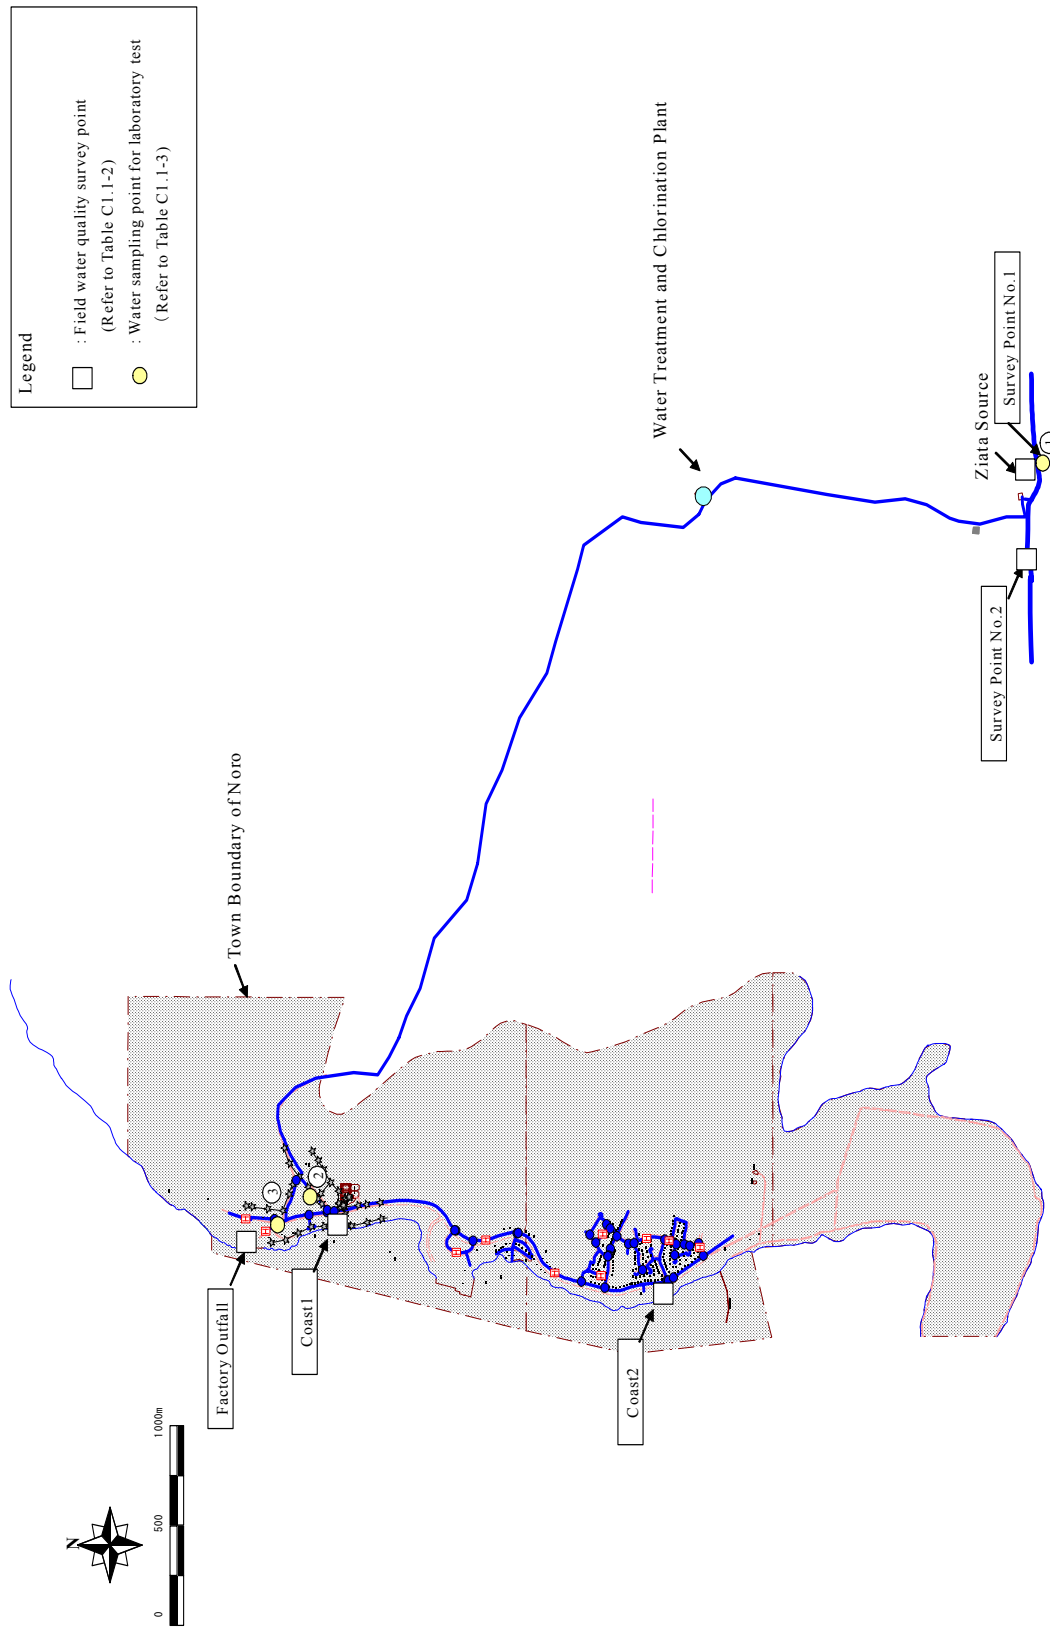 Legend
: Field water quality survey point
(Refer to Table C1.1-2)
: Water sampling point for laboratory test
(Refer to Table C1.1-3)
Water Treatment and Chlorination Plant
Ziata Source
Survey Point No.1
1
Survey Point No.2
Town Boundary of Noro
3
2
Factory Outfall
Coast1
Coast2
N
0
500
1000m